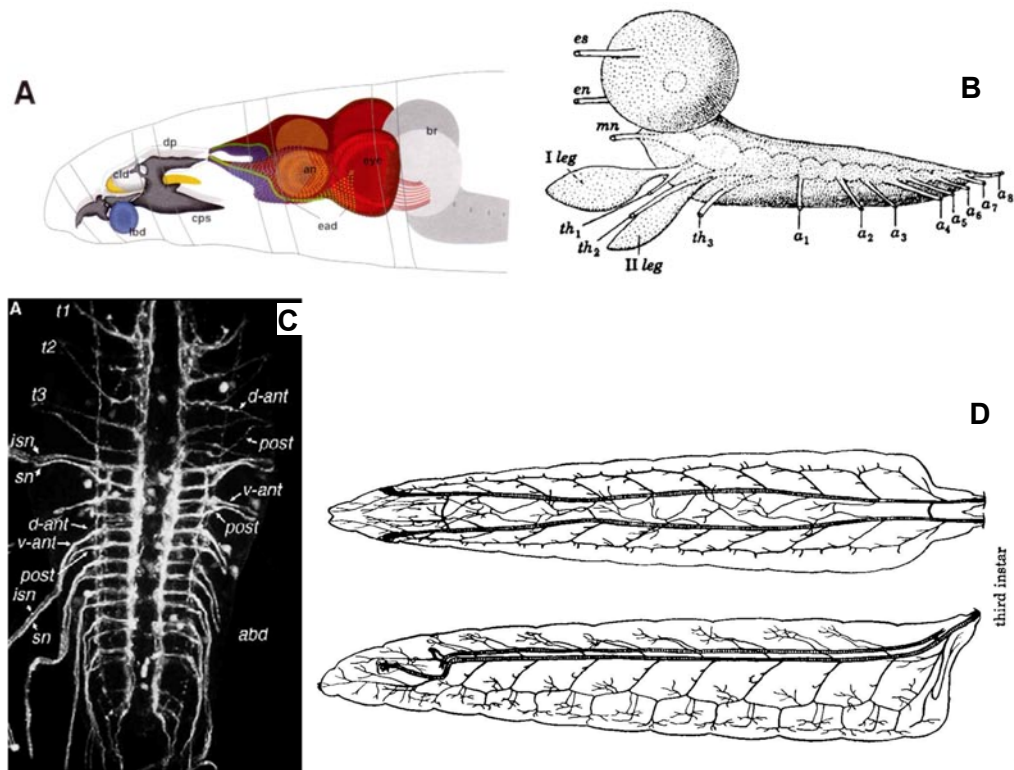 A
dp
cld
lbd
cps
an
eye
ead
br
B
es
en
mn
I leg
th1
th2
II leg
th3
a1
a2
a3
a4
a5
a6
a7
a8
A
C
t1
t2
t3
isn
sn
d-ant
v-ant
post
isn
sn
d-ant
post
v-ant
post
abd
D
third instar